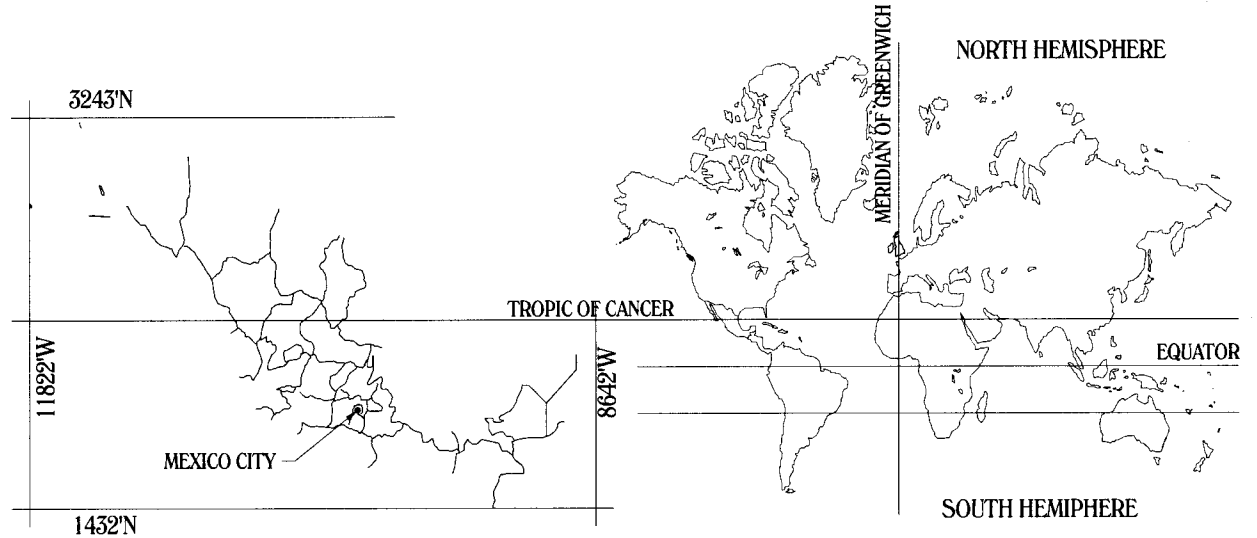 3243'N
11822'W
MEXICO CITY
1432'N
TROPIC OF CANCER
8642'W
MERIDIAN OF GREENWICH
NORTH HEMISPHERE
EQUATOR
SOUTH HEMIPHERE